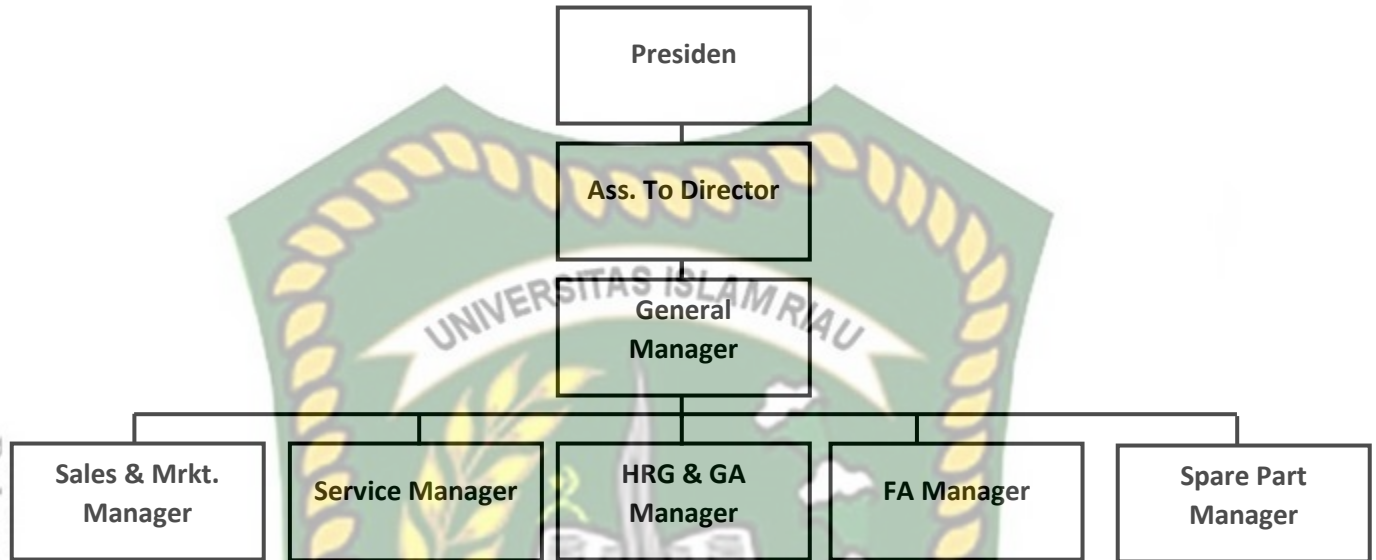 Presiden
Ass. To Director
UNIVERSITAS ISLAM RIAU
General
Manager
Sales & Mrkt.
Manager
Service Manager
HRG & GA
Manager
FA Manager
Spare Part
Manager